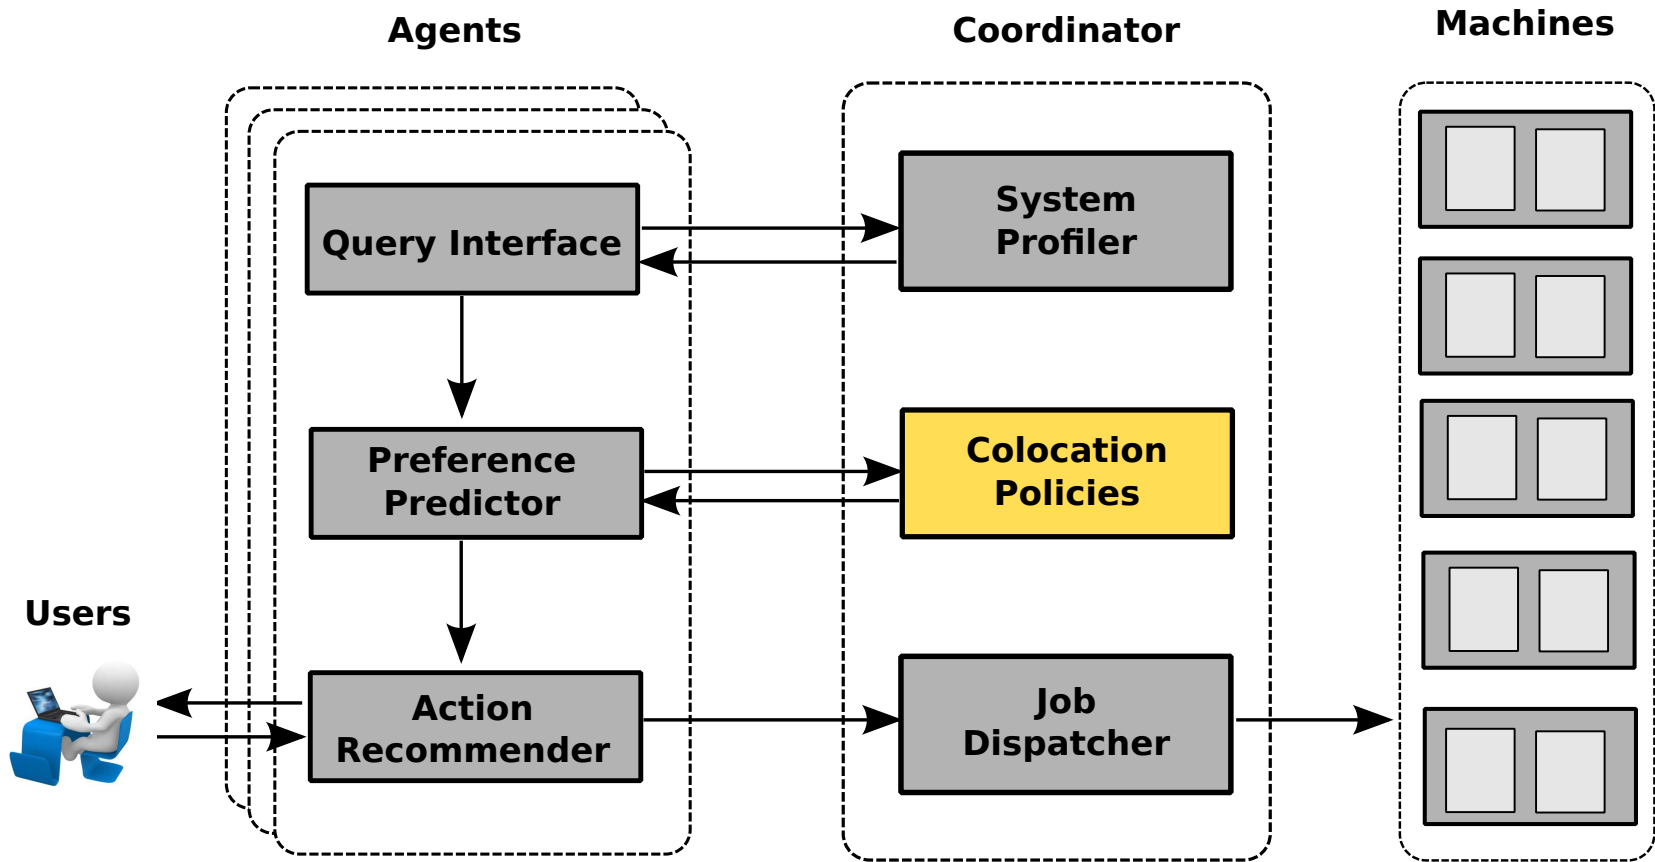 Agents
Coordinator
Machines
Query Interface
System
Profiler
Preference
Predictor
Colocation
Policies
Users
Action
Recommender
Job
Dispatcher